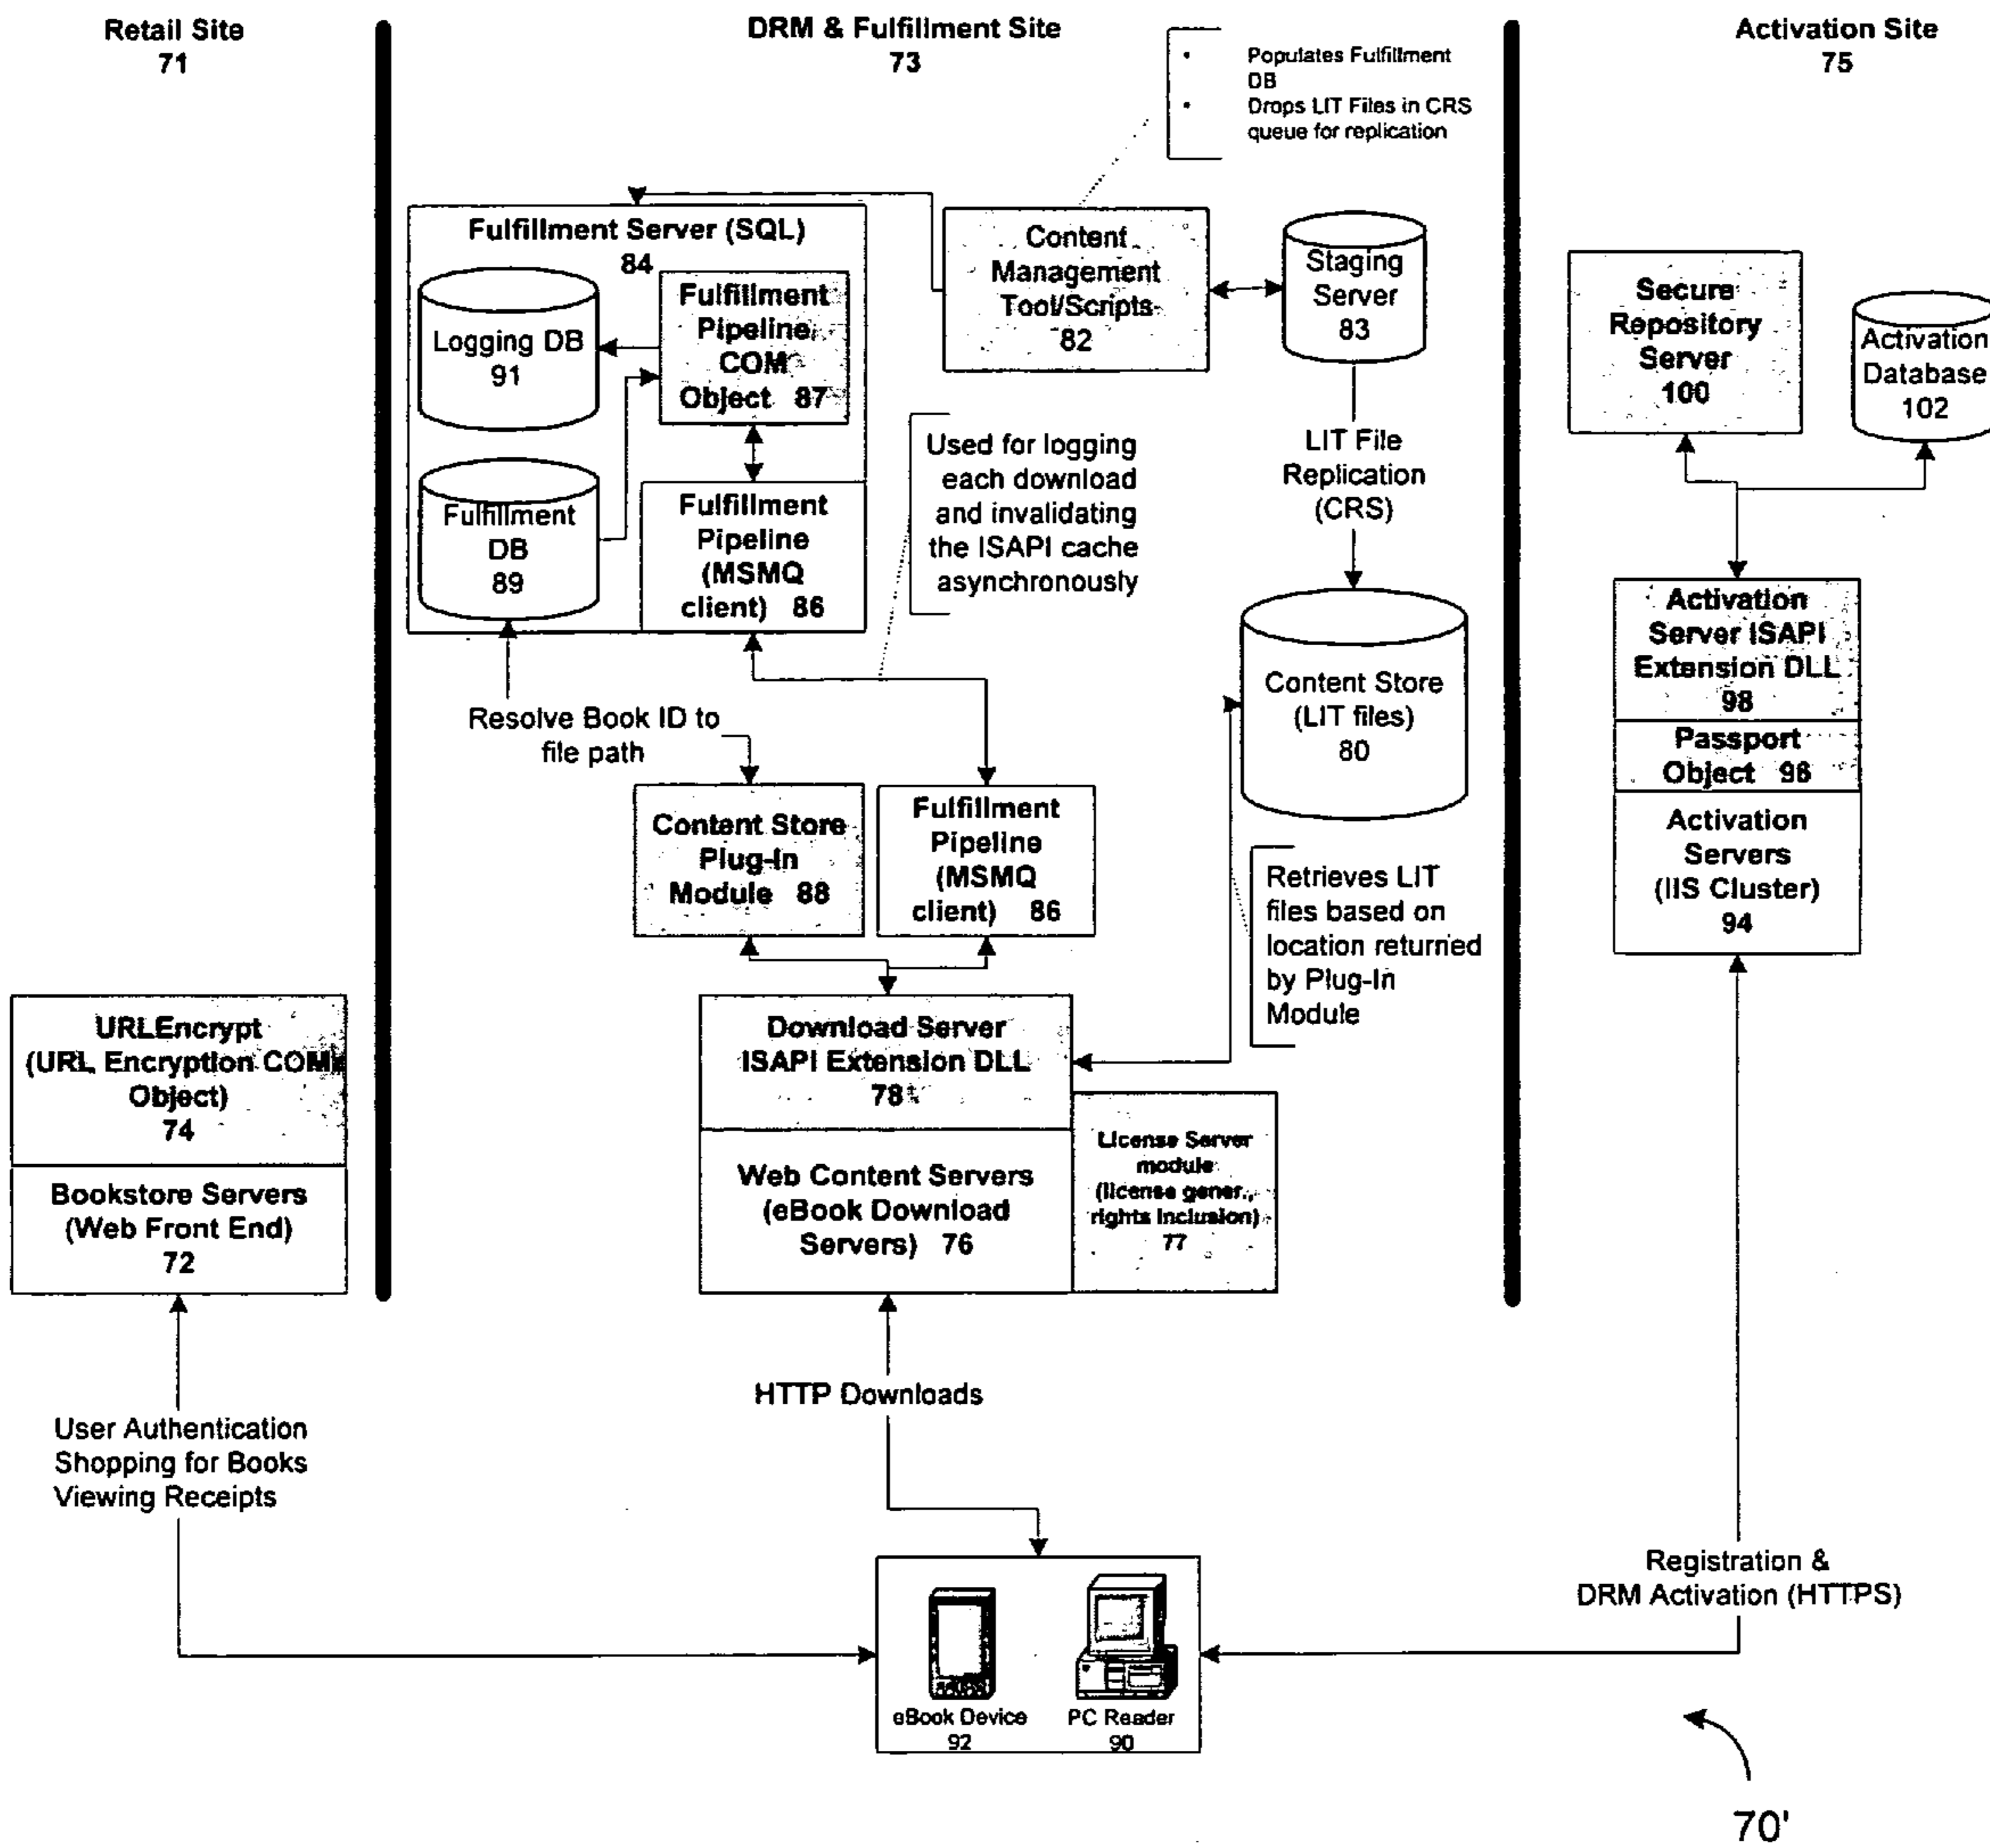 Retail Site
71
DRM & Fulfillment Site
73
Activation Site
75
• Populates Fulfillment
DB
• Drops LIT Files in CRS
queue for replication
Fulfillment Server (SQL)
84
Logging DB
91
Fulfillment
Pipeline
COM
Object 87
Fulfillment
DB
89
Fulfillment
Pipeline
(MSMQ
client) 86
Content
Management
Tool/Scripts
82
Staging
Server
83
Used for logging
each download
and invalidating
the ISAPI cache
asynchronously
LIT File
Replication
(CRS)
Content Store
(LIT files)
80
Secure
Repository
Server
100
Activation
Database
102
Activation
Server ISAPI
Extension DLL
98
Passport
Object 96
Activation
Servers
(IIS Cluster)
94
Resolve Book ID to
file path
Content Store
Plug-In
Module 88
Fulfillment
Pipeline
(MSMQ
client) 86
Retrieves LIT
files based on
location returned
by Plug-In
Module
URLEncrypt
(URL Encryption COM
Object)
74
Bookstore Servers
(Web Front End)
72
Download Server
ISAPI Extension DLL
78
Web Content Servers
(eBook Download
Servers) 76
License Server
module
(license gener.,
rights inclusion)
77
HTTP Downloads
User Authentication
Shopping for Books
Viewing Receipts
Registration &
DRM Activation (HTTPS)
eBook Device
92
PC Reader
90
70'